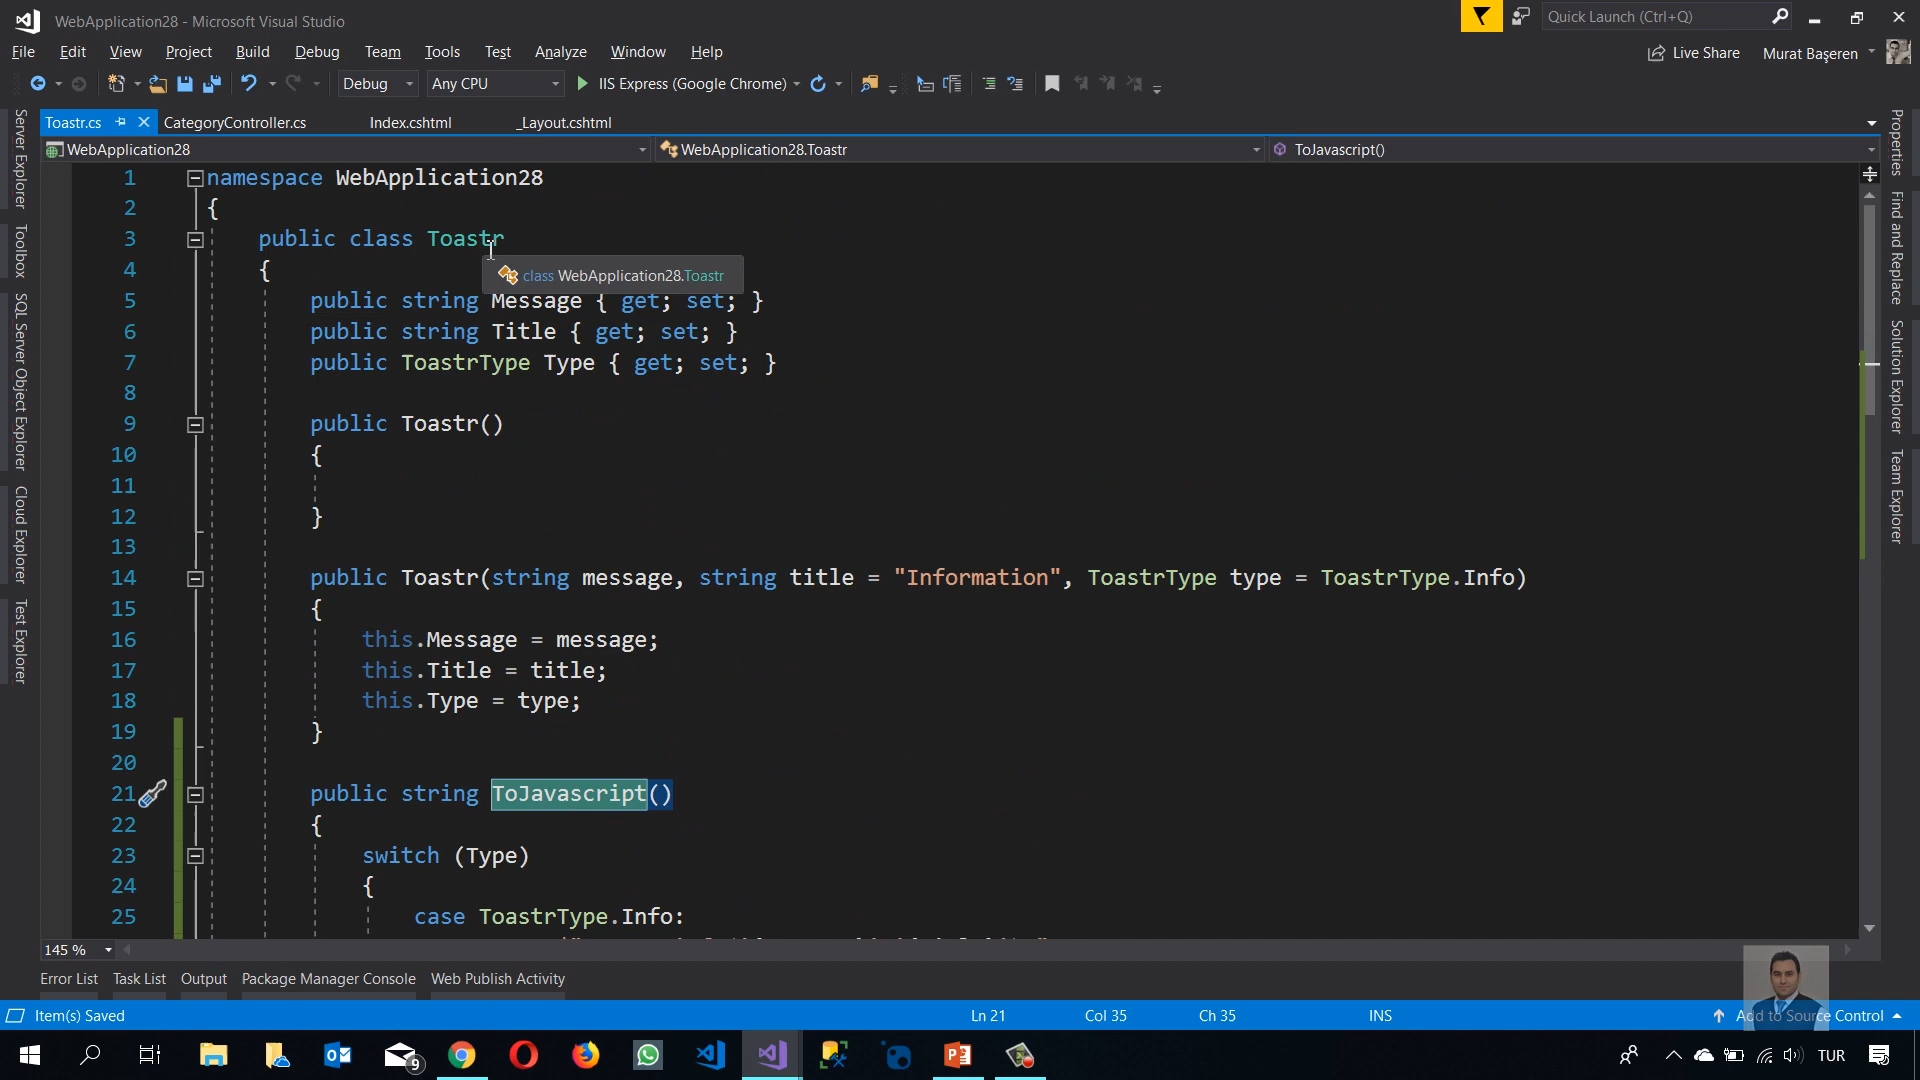 WebApplication28 - Microsoft Visual Studio
Quick Launch (Ctrl+Q)
File Edit View Project Build Debug Team Tools Test Analyze Window Help
Live Share Murat Başeren
Debug Any CPU IIS Express (Google Chrome)
Toastr.cs CategoryController.cs Index.cshtml _Layout.cshtml
WebApplication28 WebApplication28.Toastr ToJavascript()
Server Explorer
Toolbox
SQL Server Object Explorer
Cloud Explorer
Test Explorer
1 namespace WebApplication28
2 {
3 public class Toastr
4 {
class WebApplication28.Toastr
5 public string Message { get; set; }
6 public string Title { get; set; }
7 public ToastrType Type { get; set; }
8
9 public Toastr()
10 {
11
12 }
13
14 public Toastr(string message, string title = "Information", ToastrType type = ToastrType.Info)
15 {
16 this.Message = message;
17 this.Title = title;
18 this.Type = type;
19 }
20
21 public string ToJavascript()
22 {
23 switch (Type)
24 {
25 case ToastrType.Info:
Properties
Find and Replace
Solution Explorer
Team Explorer
145 %
Error List Task List Output Package Manager Console Web Publish Activity
Item(s) Saved Ln 21 Col 35 Ch 35 INS Add to Source Control
9
TUR